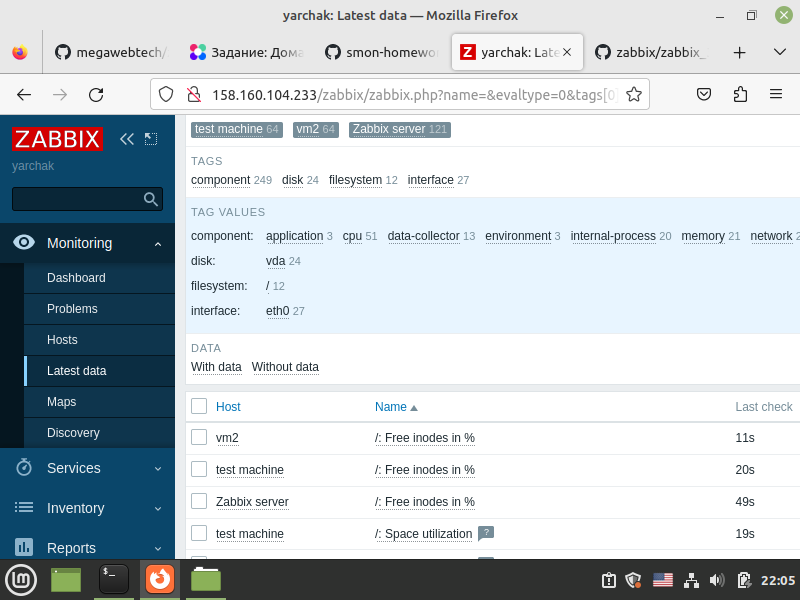 yarchak: Latest data — Mozilla Firefox
megawebtech/ Задание: Дома smon-homewo yarchak: Late zabbix/zabbix_
158.160.104.233/zabbix/zabbix.php?name=&evaltype=0&tags[0]
ZABBIX
yarchak
Monitoring
Dashboard
Problems
Hosts
Latest data
Maps
Discovery
Services
Inventory
Reports
test machine 64 vm2 64 Zabbix server 121
TAGS
component 249 disk 24 filesystem 12 interface 27
TAG VALUES
component: application 3 cpu 51 data-collector 13 environment 3 internal-process 20 memory 21 network
disk: vda 24
filesystem: / 12
interface: eth0 27
DATA
With data Without data
Host Name Last check
vm2 /: Free inodes in % 11s
test machine /: Free inodes in % 20s
Zabbix server /: Free inodes in % 49s
test machine /: Space utilization ? 19s
22:05